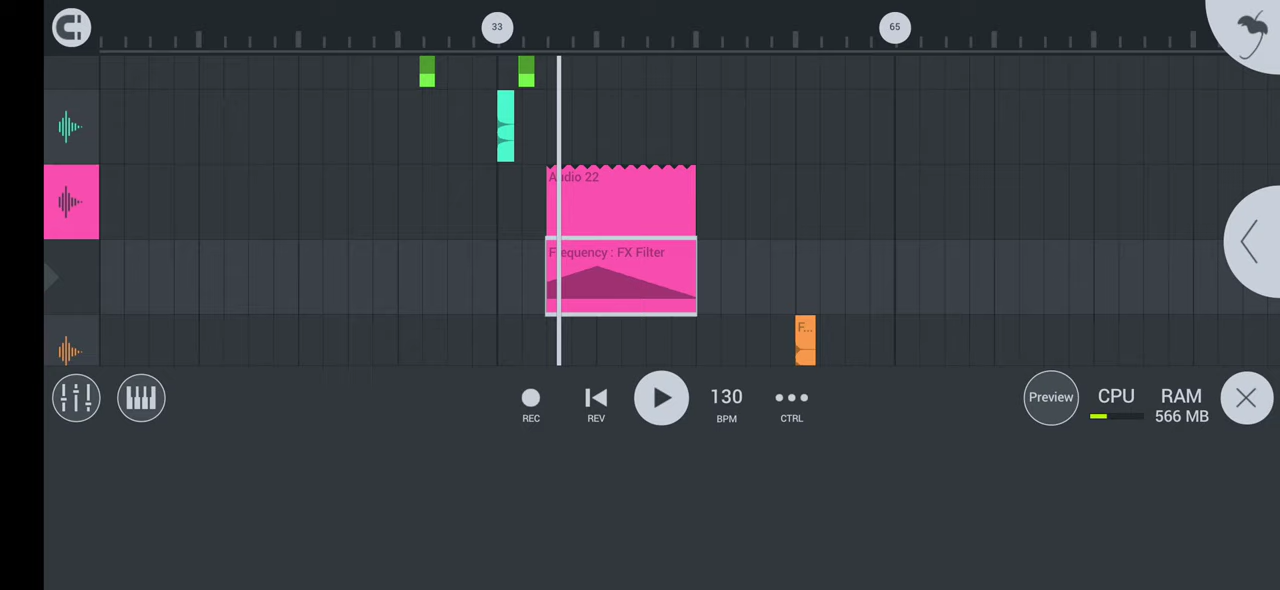 33
65
Audio 22
Frequency : FX Filter
F...
130
Preview
CPU
RAM
566 MB
REC
REV
BPM
CTRL